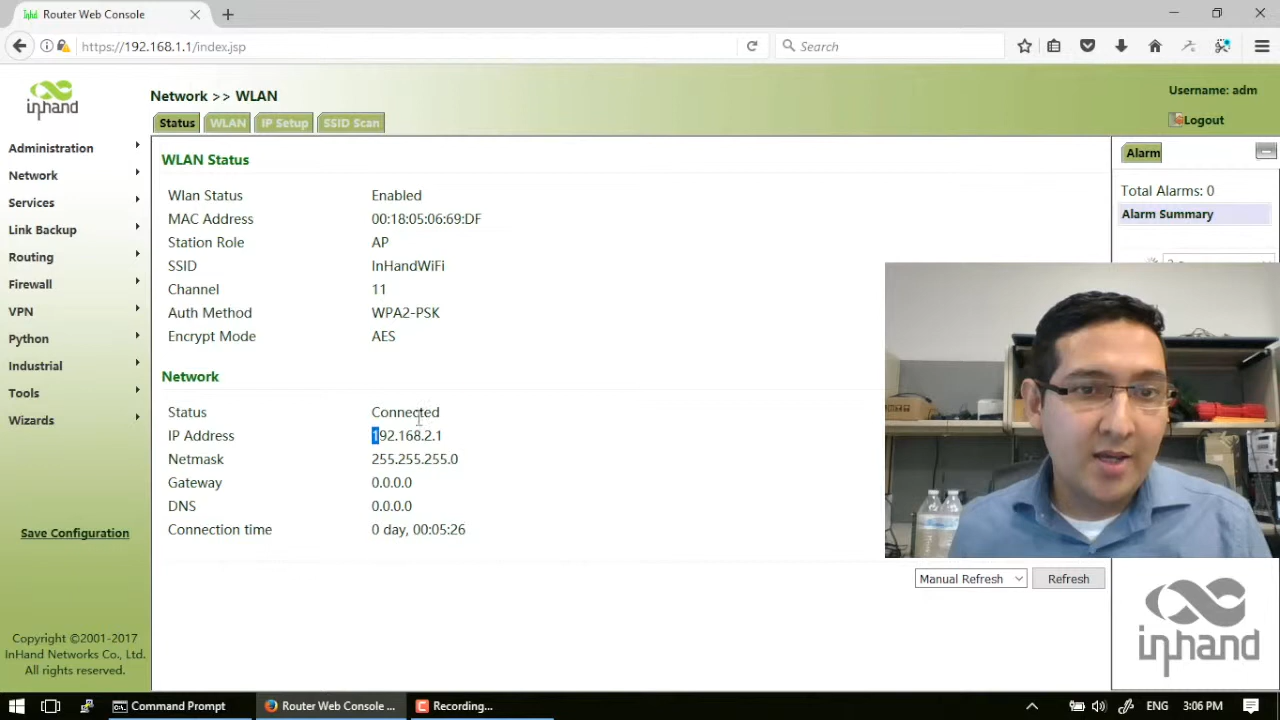 Router Web Console
https://192.168.1.1/index.jsp
Search
inhand
Network >> WLAN
Username: adm
Logout
Status WLAN IP Setup SSID Scan
Administration
Network
Services
Link Backup
Routing
Firewall
VPN
Python
Industrial
Tools
Wizards
Save Configuration
Copyright ©2001-2017
InHand Networks Co., Ltd.
All rights reserved.
WLAN Status
Wlan Status Enabled
MAC Address 00:18:05:06:69:DF
Station Role AP
SSID InHandWiFi
Channel 11
Auth Method WPA2-PSK
Encrypt Mode AES
Network
Status Connected
IP Address 192.168.2.1
Netmask 255.255.255.0
Gateway 0.0.0.0
DNS 0.0.0.0
Connection time 0 day, 00:05:26
Manual Refresh Refresh
Alarm
Total Alarms: 0
Alarm Summary
inhand
Command Prompt
Router Web Console ...
Recording...
ENG 3:06 PM